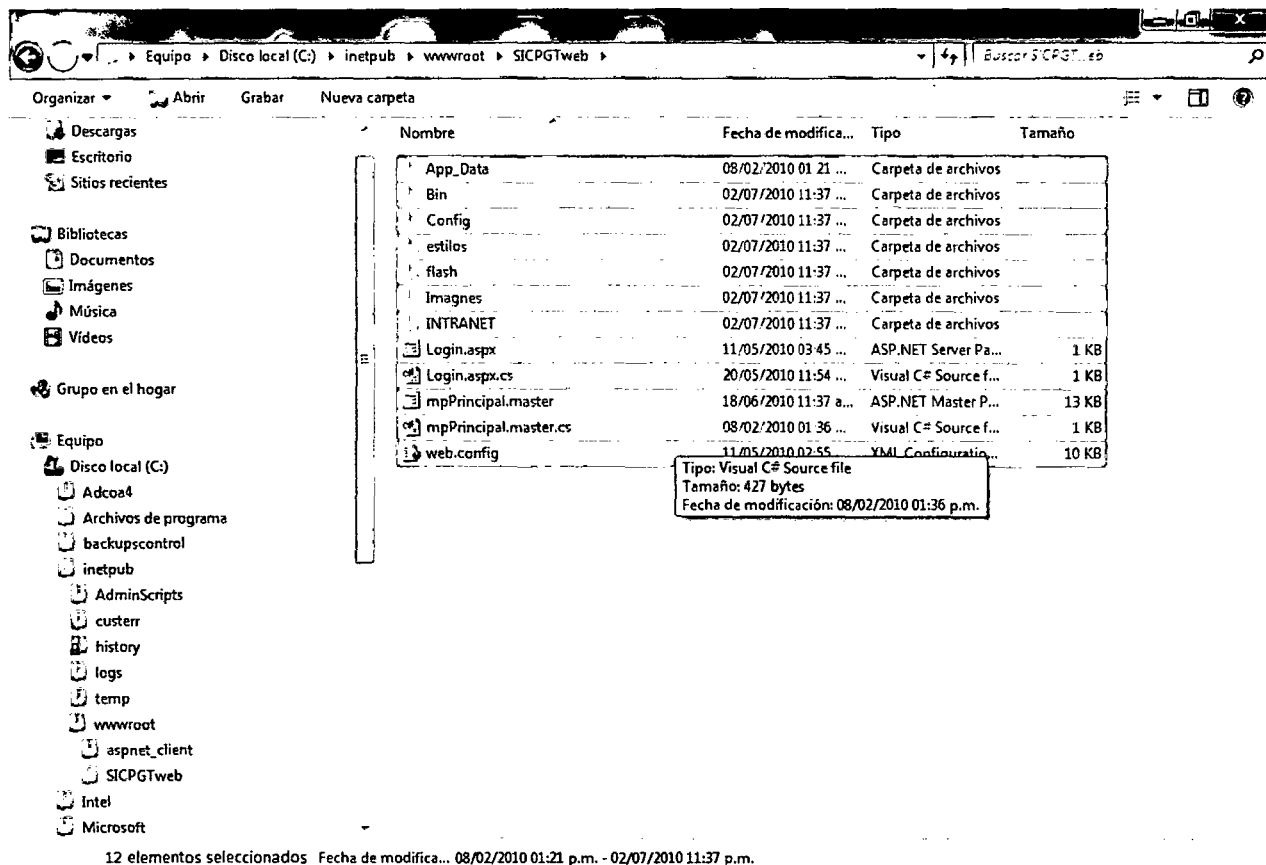 Equipo ▸ Disco local (C:) ▸ inetpub ▸ wwwroot ▸ SICPGTweb ▸ Buscar SICPGTweb
Organizar Abrir Grabar Nueva carpeta
Descargas
Escritorio
Sitios recientes
Bibliotecas
Documentos
Imágenes
Música
Vídeos
Grupo en el hogar
Equipo
Disco local (C:)
Adcoa4
Archivos de programa
backupscontrol
inetpub
AdminScripts
custerr
history
logs
temp
wwwroot
aspnet_client
SICPGTweb
Intel
Microsoft
Nombre Fecha de modifica... Tipo Tamaño
App_Data 08/02/2010 01:21 ... Carpeta de archivos
Bin 02/07/2010 11:37 ... Carpeta de archivos
Config 02/07/2010 11:37 ... Carpeta de archivos
estilos 02/07/2010 11:37 ... Carpeta de archivos
flash 02/07/2010 11:37 ... Carpeta de archivos
Imagnes 02/07/2010 11:37 ... Carpeta de archivos
INTRANET 02/07/2010 11:37 ... Carpeta de archivos
Login.aspx 11/05/2010 03:45 ... ASP.NET Server Pa... 1 KB
Login.aspx.cs 20/05/2010 11:54 ... Visual C# Source f... 1 KB
mpPrincipal.master 18/06/2010 11:37 a... ASP.NET Master P... 13 KB
mpPrincipal.master.cs 08/02/2010 01:36 ... Visual C# Source f... 1 KB
web.config 11/05/2010 02:55 ... XML Configuratio... 10 KB
Tipo: Visual C# Source file
Tamaño: 427 bytes
Fecha de modificación: 08/02/2010 01:36 p.m.
12 elementos seleccionados Fecha de modifica... 08/02/2010 01:21 p.m. - 02/07/2010 11:37 p.m.